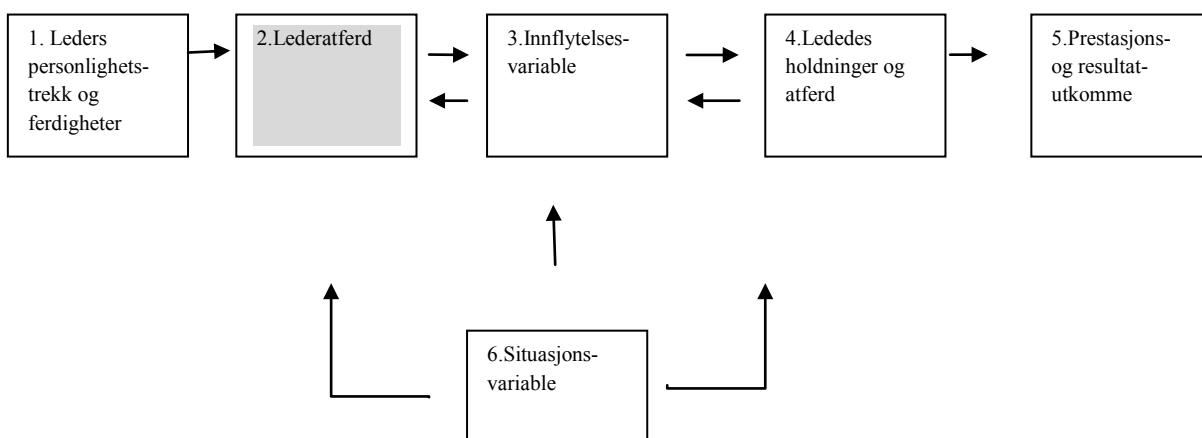 1. Leders
personlighets-
trekk og
ferdigheter
2.Lederatferd
3.Innflytelses-
variable
4.Lededes
holdninger og
atferd
5.Prestasjons-
og resultat-
utkomme
6.Situasjons-
variable